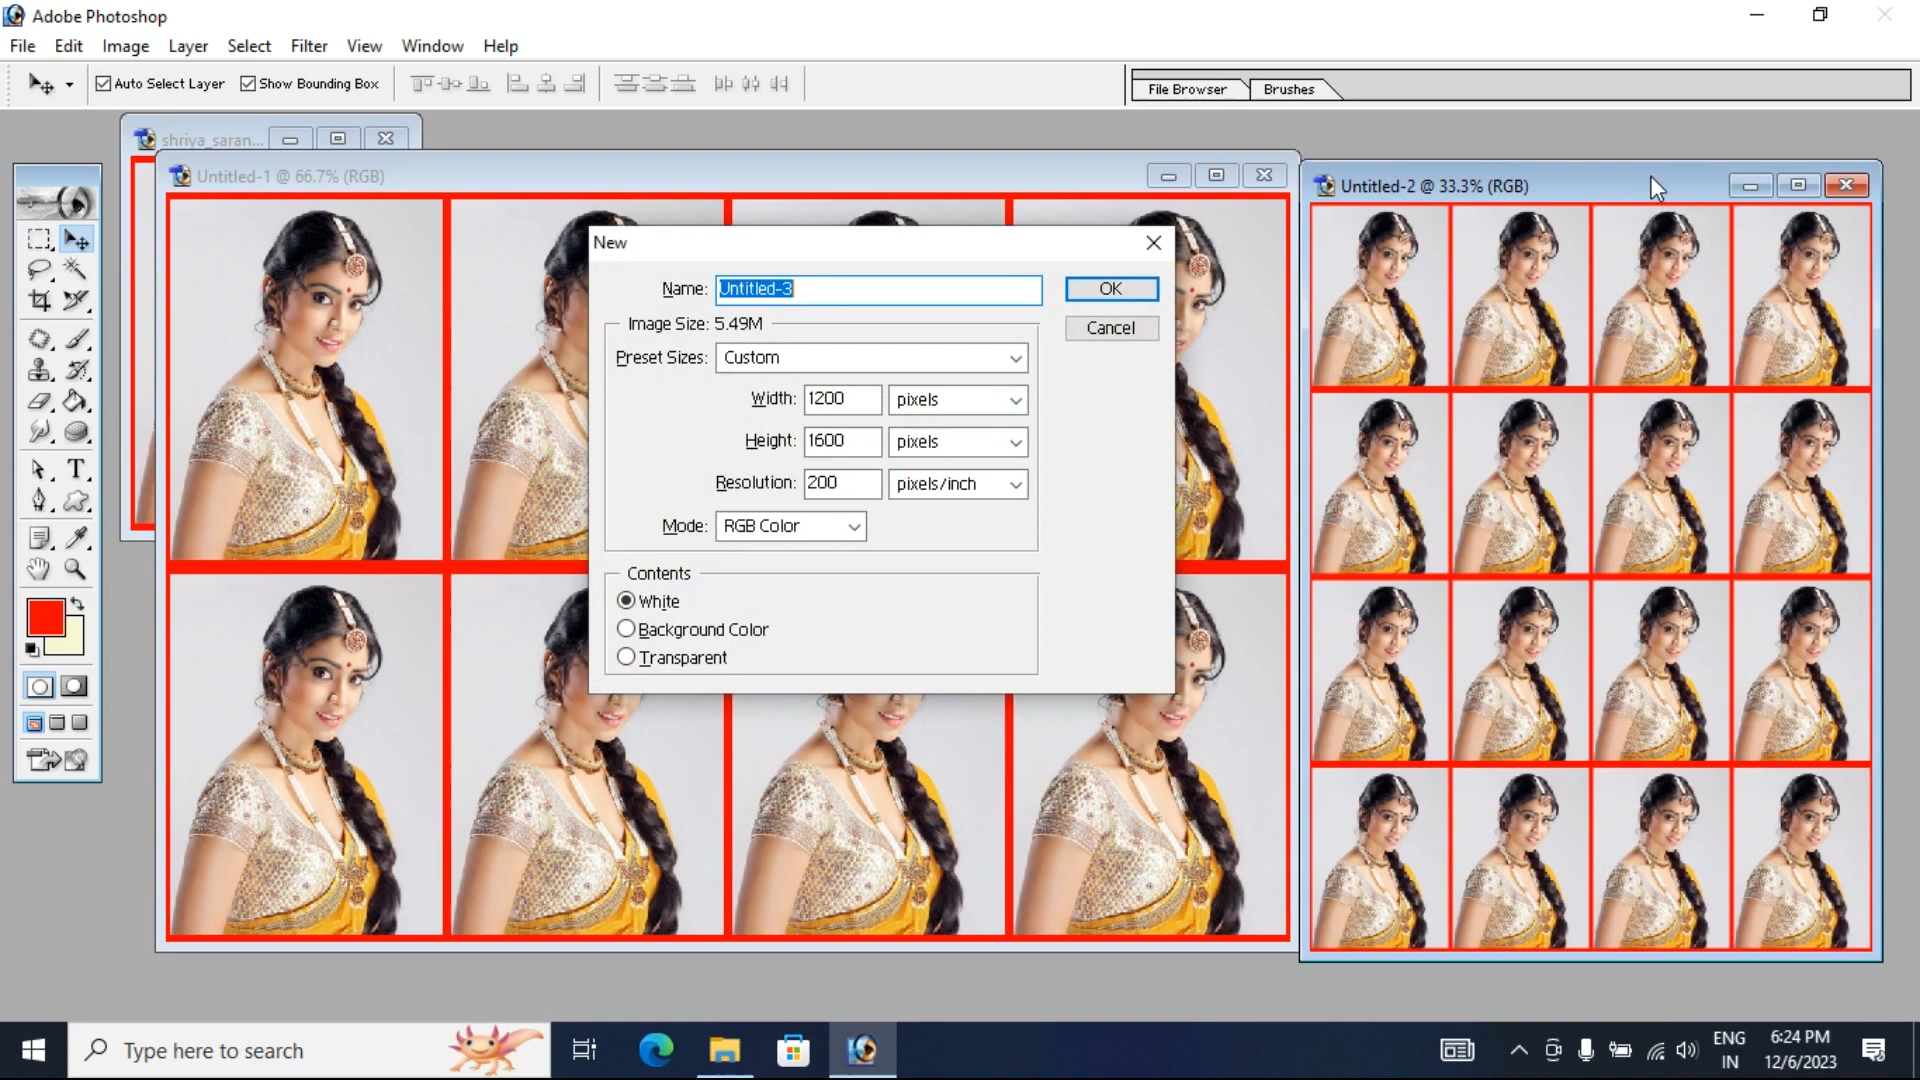 Adobe Photoshop
File Edit Image Layer Select Filter View Window Help
Auto Select Layer Show Bounding Box
File Browser Brushes
shriya_saran...
Untitled-1 @ 66.7% (RGB)
Untitled-2 @ 33.3% (RGB)
New
Name: Untitled-3 OK
Image Size: 5.49M Cancel
Preset Sizes: Custom
Width: 1200 pixels
Height: 1600 pixels
Resolution: 200 pixels/inch
Mode: RGB Color
Contents
White
Background Color
Transparent
T
Type here to search
ENG
IN
6:24 PM
12/6/2023